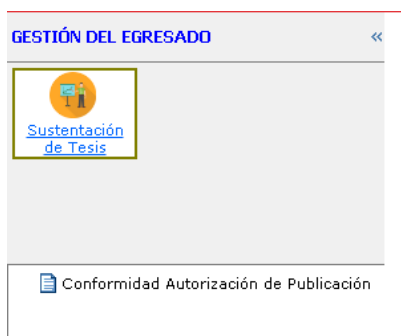 GESTIÓN DEL EGRESADO «
Sustentación
de Tesis
Conformidad Autorización de Publicación